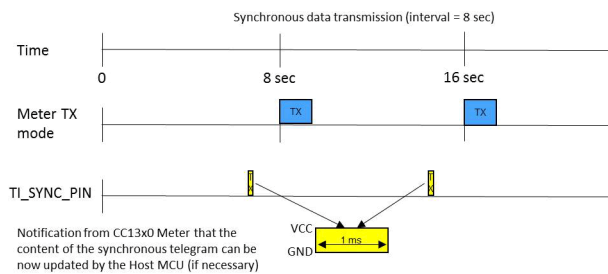 Synchronous data transmission (interval = 8 sec)
Time
0
8 sec
16 sec
Meter TX
mode
TX
TX
TI_SYNC_PIN
TX
TX
Notification from CC13x0 Meter that the
content of the synchronous telegram can be
now updated by the Host MCU (if necessary)
VCC
GND
1 ms